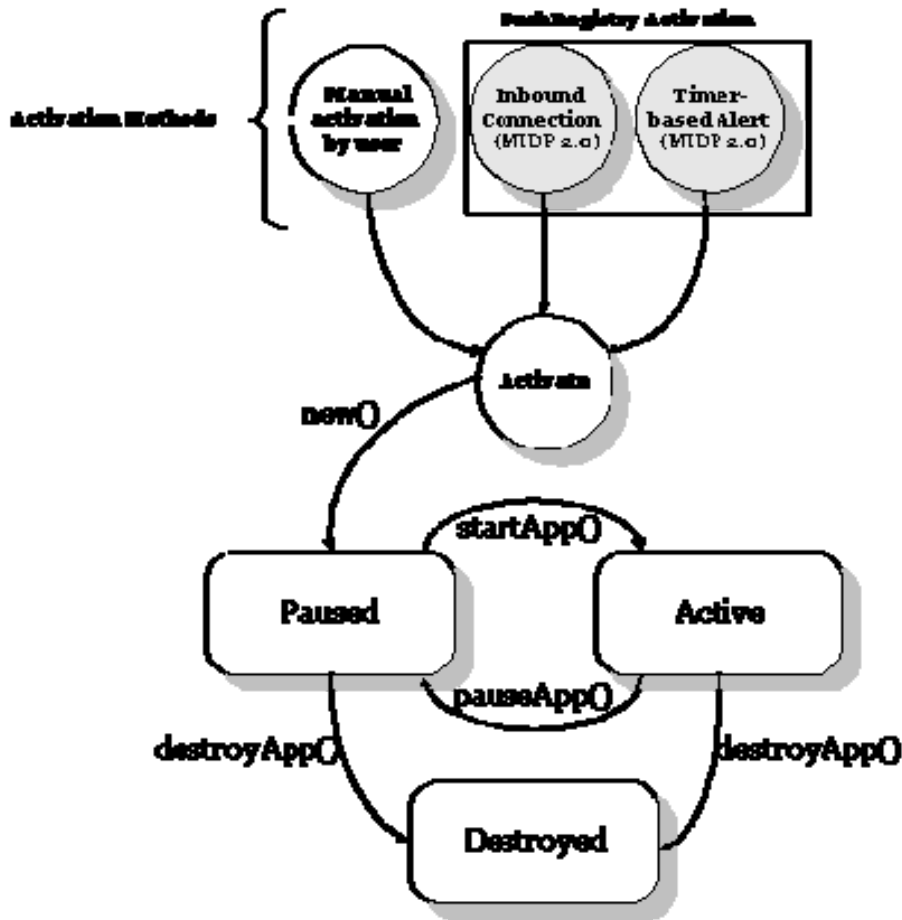 PushRegistry Activation
Activation Methods
Manual
activation
by user
Inbound
Connection
(MIDP 2.0)
Timer-
based Alert
(MIDP 2.0)
Activate
new()
startApp()
Paused
Active
pauseApp()
destroyApp()
destroyApp()
Destroyed